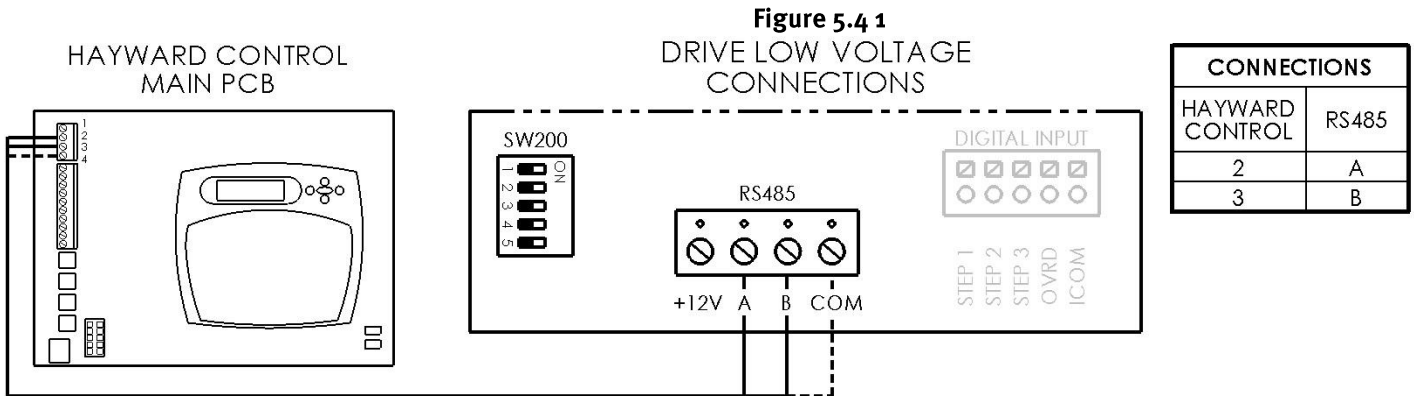 Figure 5.4 1
HAYWARD CONTROL
MAIN PCB
DRIVE LOW VOLTAGE
CONNECTIONS
1
2
3
4
SW200
ON
1
2
3
4
5
RS485
+12V A B COM
DIGITAL INPUT
STEP 1
STEP 2
STEP 3
OVRD
ICOM
CONNECTIONS
HAYWARD
CONTROL
RS485
2 A
3 B